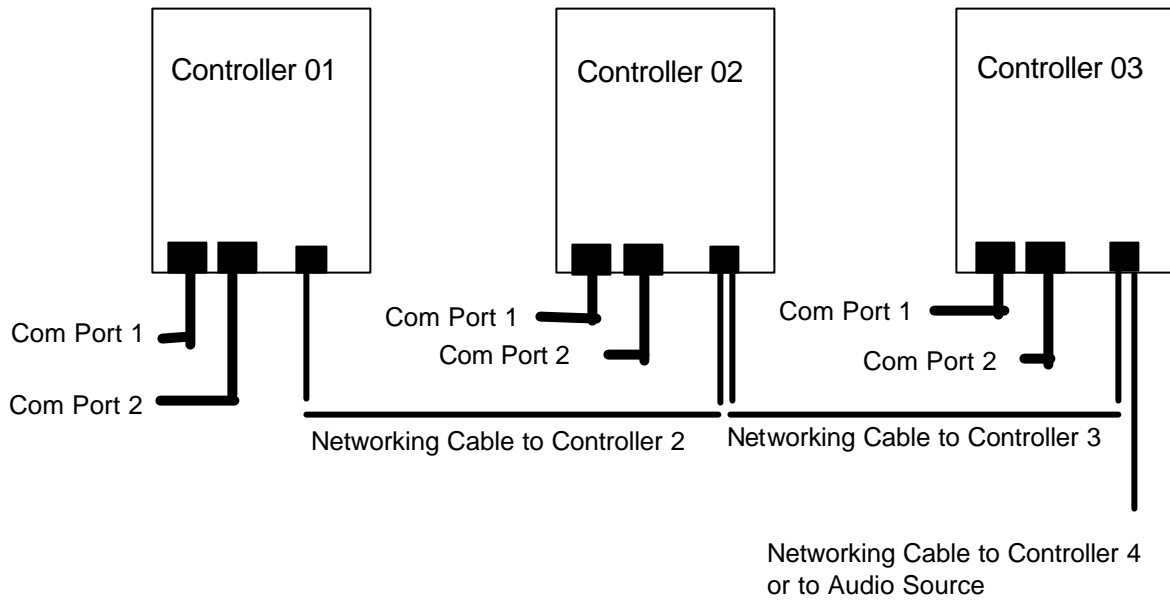 Controller 01
Controller 02
Controller 03
Com Port 1
Com Port 2
Com Port 1
Com Port 2
Com Port 1
Com Port 2
Networking Cable to Controller 2
Networking Cable to Controller 3
Networking Cable to Controller 4
or to Audio Source